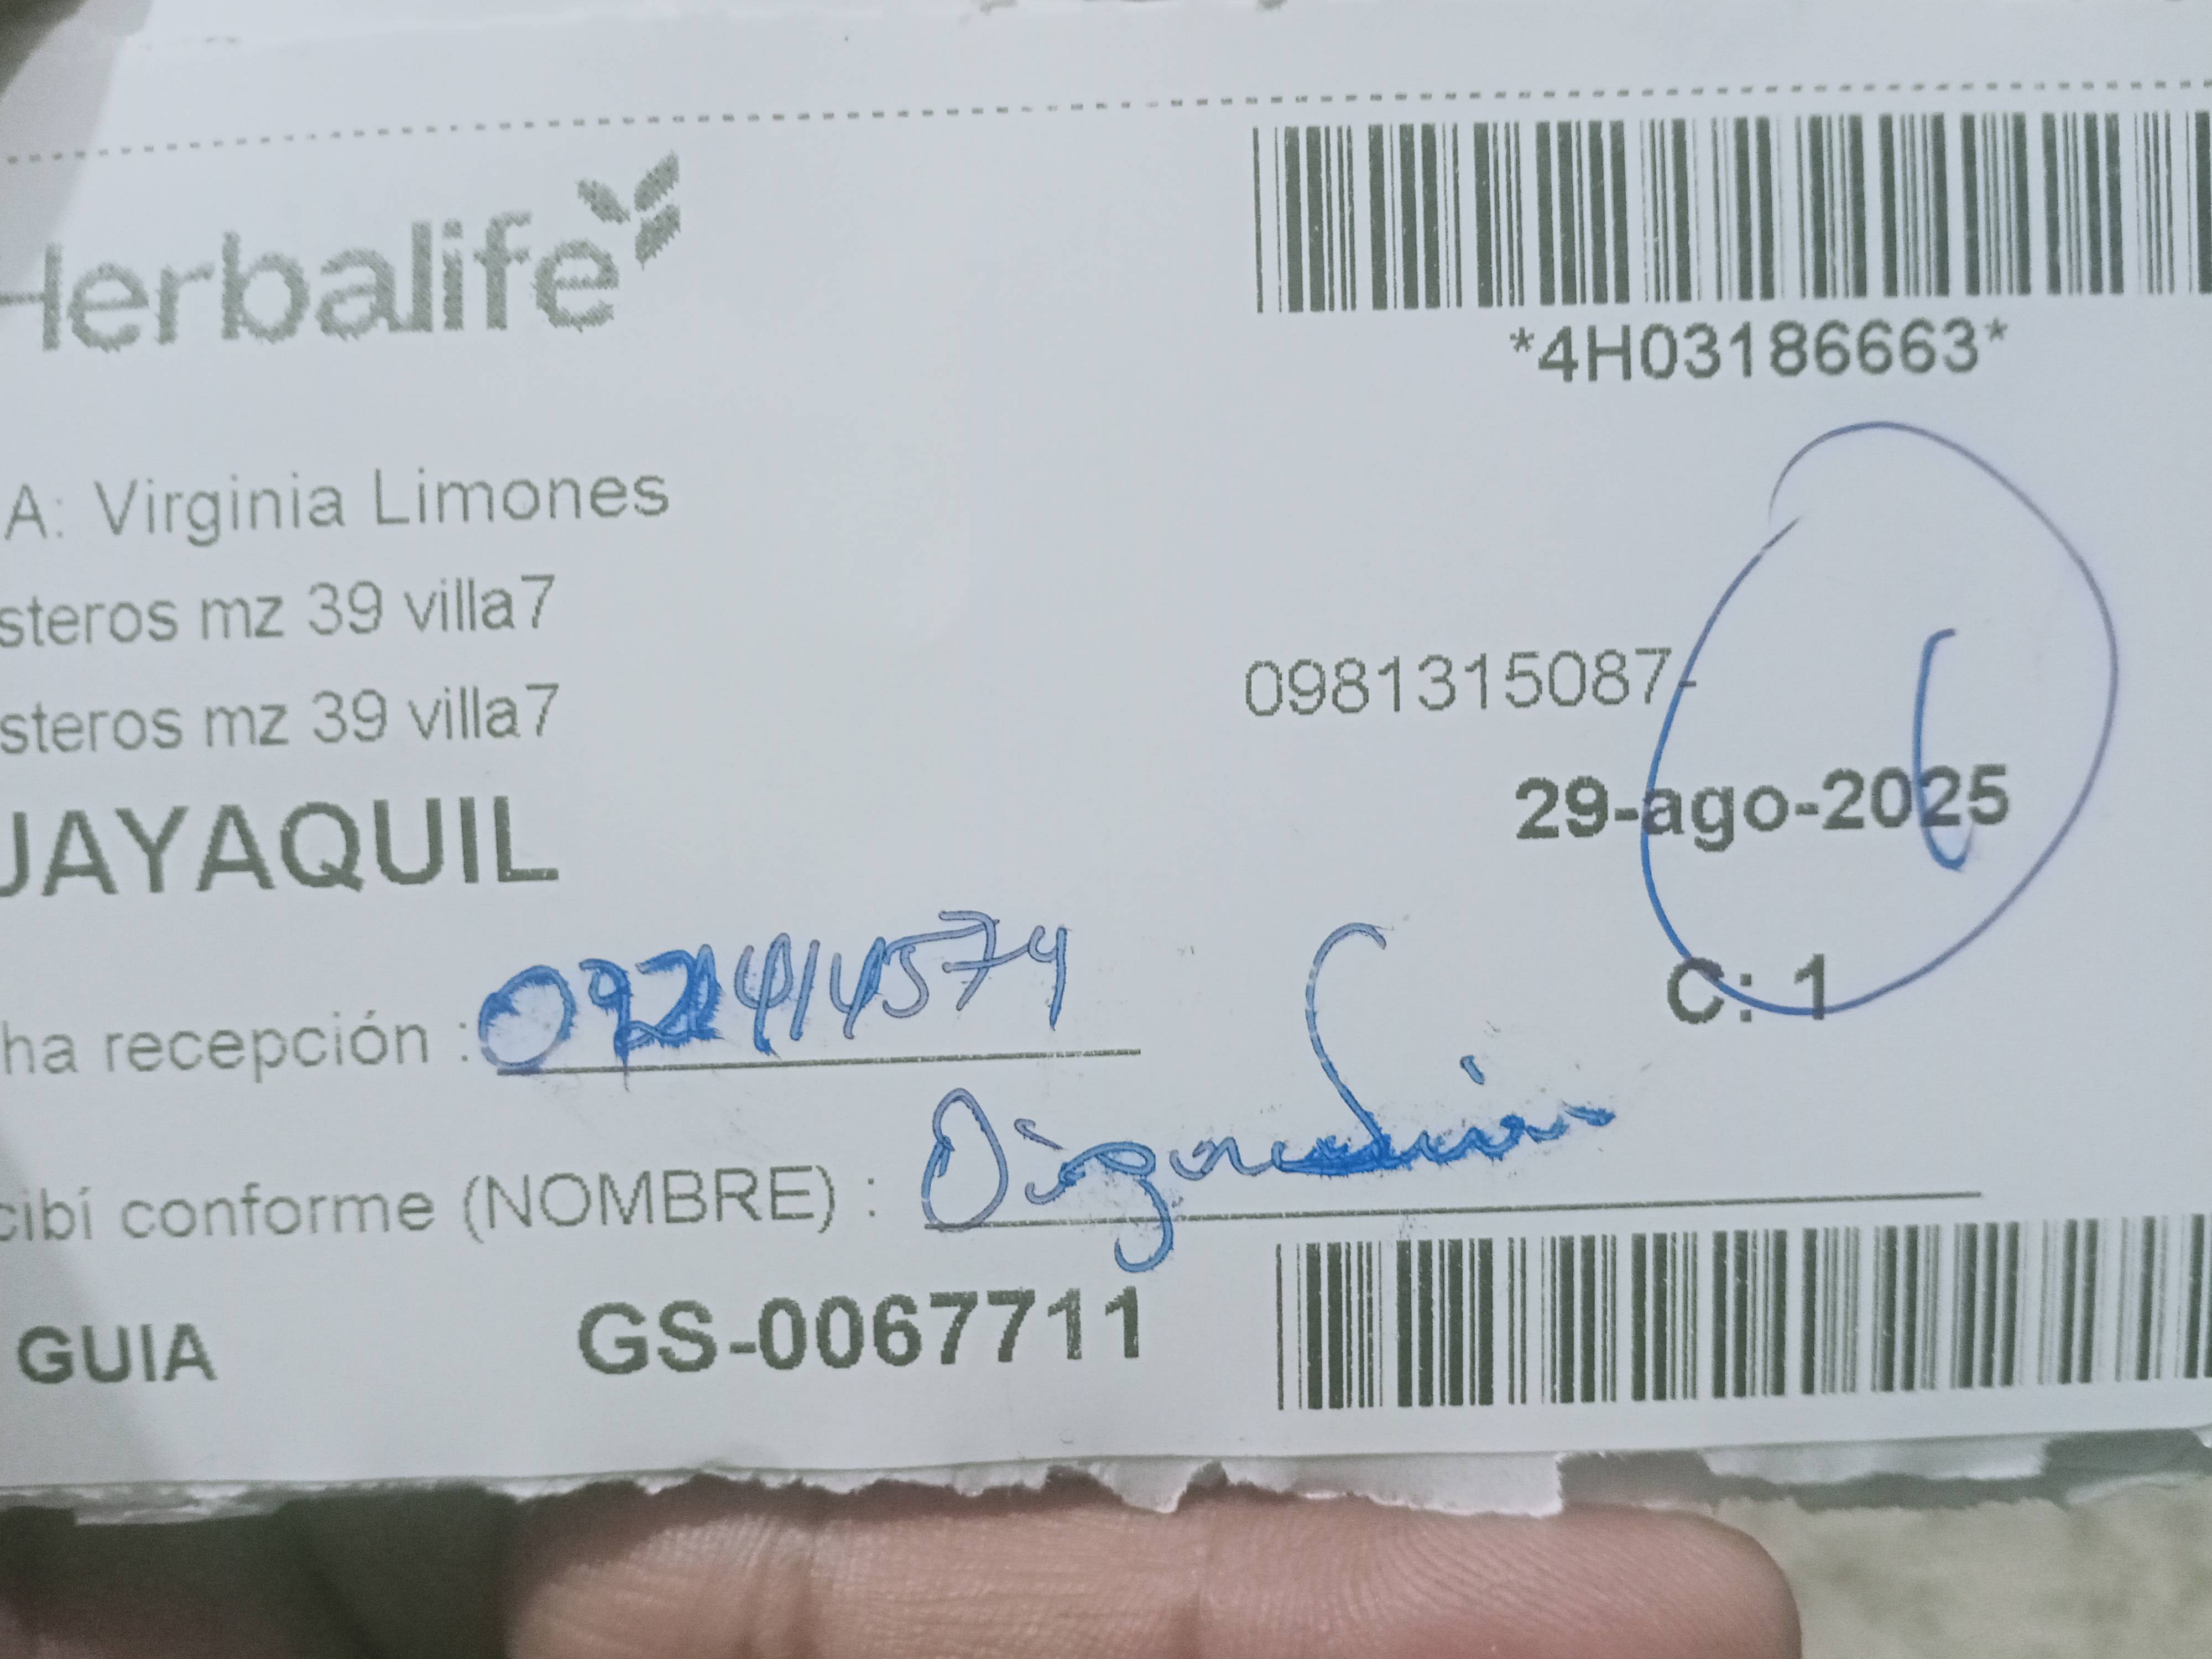 Herbalife
*4H03186663*
A: Virginia Limones
steros mz 39 villa7
0981315087-
steros mz 39 villa7
29-ago-2025
UAYAQUIL
C: 1
ha recepción :
cibí conforme (NOMBRE) :
GUIA GS-0067711